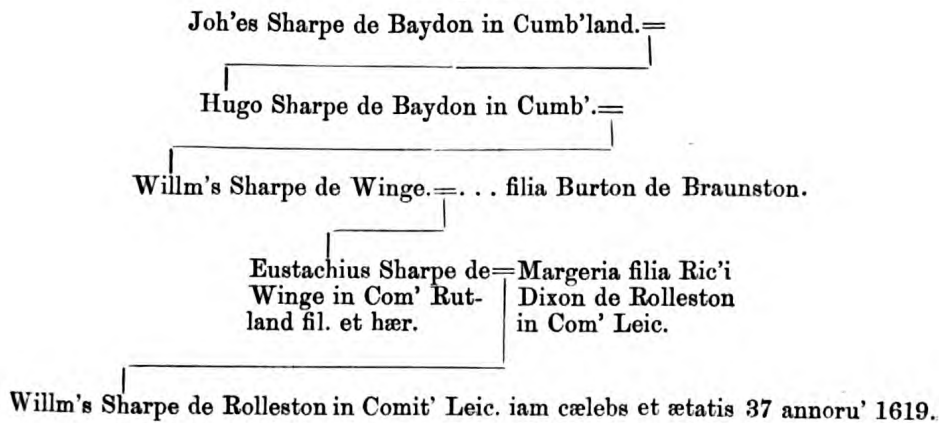 Joh'es Sharpe de Baydon in Cumb'land.=
Hugo Sharpe de Baydon in Cumb'.=
Willm's Sharpe de Winge.=. . . filia Burton de Braunston.
Eustachius Sharpe de=Margeria filia Ric'i
Winge in Com' Rut- Dixon de Rolleston
land fil. et hær. in Com' Leic.
Willm's Sharpe de Rolleston in Comit' Leic. iam cælebs et ætatis 37 annoru' 1619.